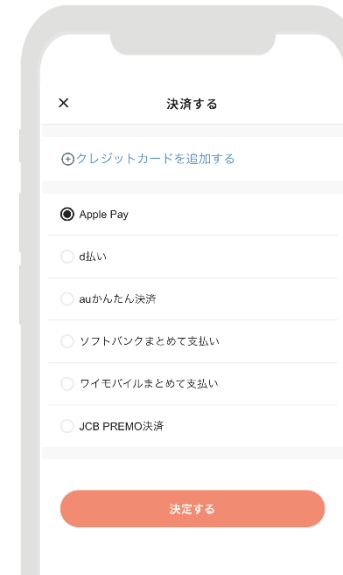 × 決済する
クレジットカードを追加する
Apple Pay
d払い
auかんたん決済
ソフトバンクまとめて支払い
ワイモバイルまとめて支払い
JCB PREMO決済
決定する